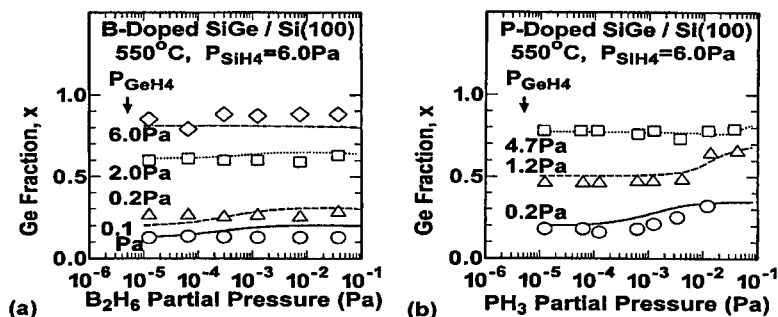 B-Doped SiGe / Si(100)
550°C, P_SiH4=6.0Pa
P_GeH4
1.0
6.0Pa
2.0Pa
0.5
0.2Pa
0.1
Pa
0.0
Ge Fraction, x
10^-6 10^-5 10^-4 10^-3 10^-2 10^-1
(a) B2H6 Partial Pressure (Pa)
P-Doped SiGe / Si(100)
550°C, P_SiH4=6.0Pa
P_GeH4
1.0
4.7Pa
1.2Pa
0.5
0.2Pa
0.0
Ge Fraction, x
10^-6 10^-5 10^-4 10^-3 10^-2 10^-1
(b) PH3 Partial Pressure (Pa)